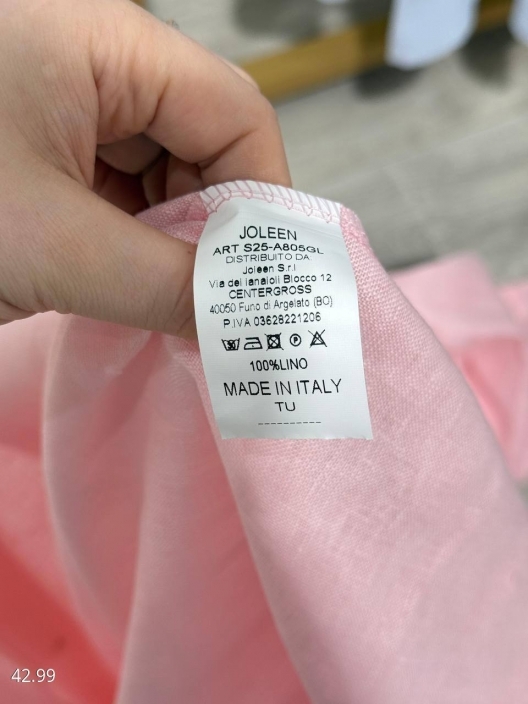 JOLEEN
ART S25-A805GL
DISTRIBUITO DA
Joleen S.r.l
Via dei lanaioli Blocco 12
CENTERGROSS
40050 Funo di Argelato (BO)
P.IVA 03628221206
100%LINO
MADE IN ITALY
TU
----------
42.99